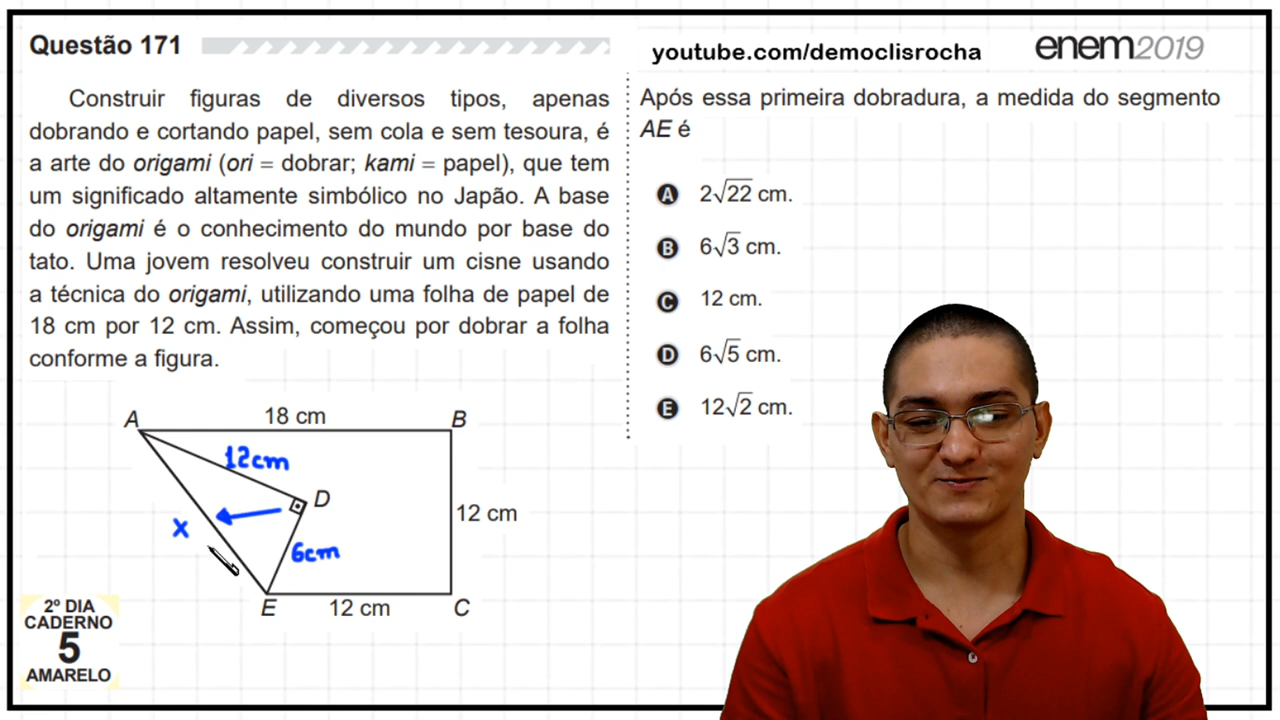 Questão 171
Construir figuras de diversos tipos, apenas
dobrando e cortando papel, sem cola e sem tesoura, é
a arte do origami (ori = dobrar; kami = papel), que tem
um significado altamente simbólico no Japão. A base
do origami é o conhecimento do mundo por base do
tato. Uma jovem resolveu construir um cisne usando
a técnica do origami, utilizando uma folha de papel de
18 cm por 12 cm. Assim, começou por dobrar a folha
conforme a figura.
A
18 cm
B
12cm
D
12 cm
x
6cm
E
12 cm
C
2º DIA
CADERNO
5
AMARELO
youtube.com/democlisrocha
enem2019
Após essa primeira dobradura, a medida do segmento
AE é
A 2√22 cm.
B 6√3 cm.
C 12 cm.
D 6√5 cm.
E 12√2 cm.